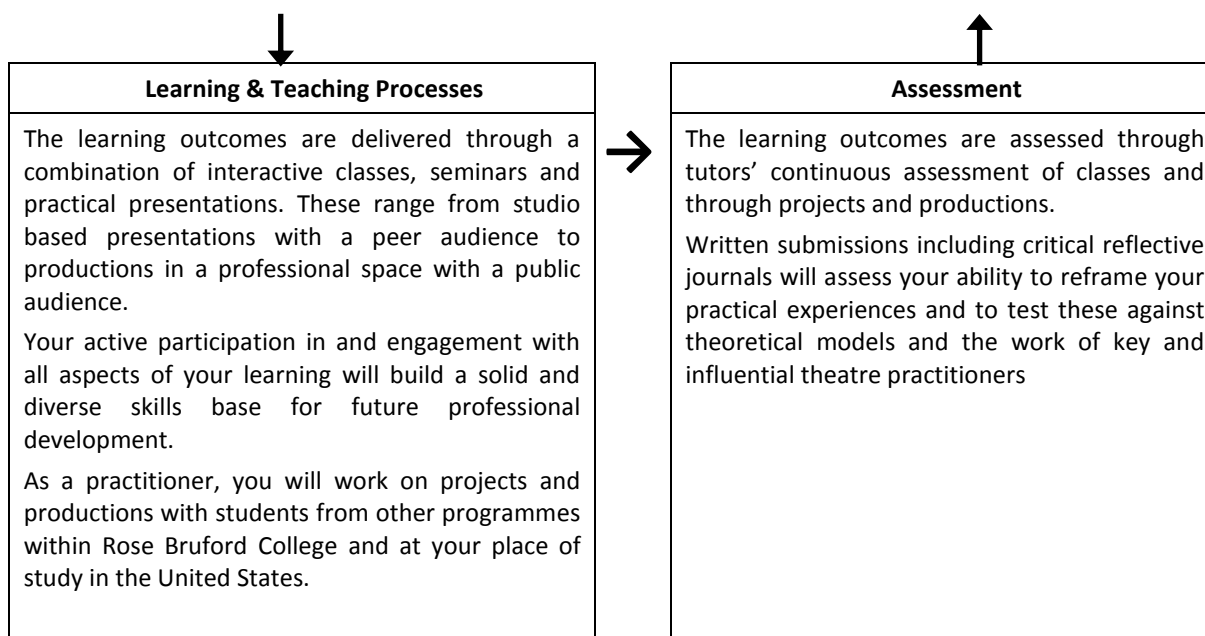 Learning & Teaching Processes
The learning outcomes are delivered through a
combination of interactive classes, seminars and
practical presentations. These range from studio
based presentations with a peer audience to
productions in a professional space with a public
audience.
Your active participation in and engagement with
all aspects of your learning will build a solid and
diverse skills base for future professional
development.
As a practitioner, you will work on projects and
productions with students from other programmes
within Rose Bruford College and at your place of
study in the United States.
Assessment
The learning outcomes are assessed through
tutors’ continuous assessment of classes and
through projects and productions.
Written submissions including critical reflective
journals will assess your ability to reframe your
practical experiences and to test these against
theoretical models and the work of key and
influential theatre practitioners